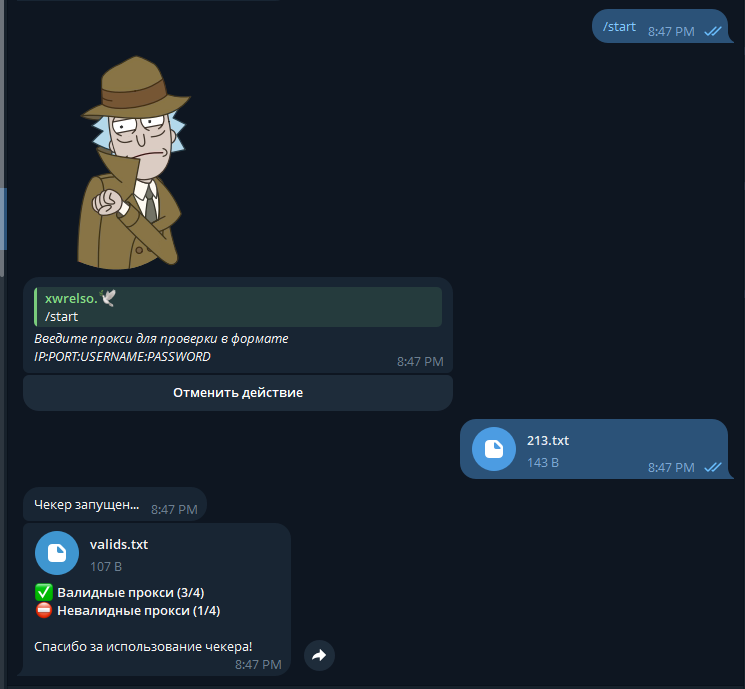 /start
8:47 PM
xwrelso.🕊
/start
Введите прокси для проверки в формате
IP:PORT:USERNAME:PASSWORD
8:47 PM
Отменить действие
213.txt
143 B
8:47 PM
Чекер запущен... 8:47 PM
valids.txt
107 B
✅ Валидные прокси (3/4)
⛔ Невалидные прокси (1/4)
Спасибо за использование чекера!
8:47 PM